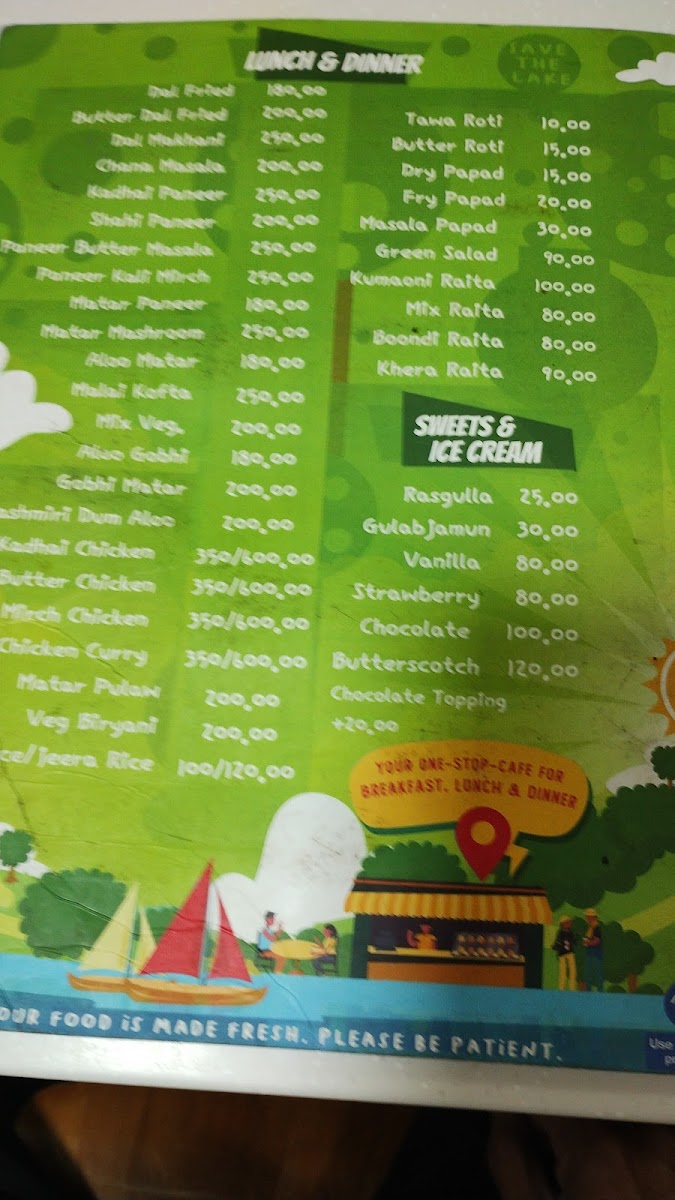 LUNCH & DINNER
SAVE
THE
LAKE
Dal Fried 180.00
Butter Dal Fried 200.00
Dal Makhani 250.00
Chana Masala 200.00
Kadhai Paneer 250.00
Shahi Paneer 200.00
Paneer Butter Masala 250.00
Paneer Kali Mirch 250.00
Matar Paneer 180.00
Matar Mashroom 250.00
Aloo Matar 180.00
Malai Kofta 250.00
Mix Veg. 200.00
Aloo Gobhi 180.00
Gobhi Matar 200.00
ashmiri Dum Aloo 200.00
Kadhai Chicken 350/600.00
Butter Chicken 350/600.00
Mirch Chicken 350/600.00
Chicken Curry 350/600.00
Matar Pulaw 200.00
Veg Biryani 200.00
ce/Jeera Rice 100/120.00
Tawa Roti 10.00
Butter Roti 15.00
Dry Papad 15.00
Fry Papad 20.00
Masala Papad 30.00
Green Salad 90.00
Kumaoni Raita 100.00
Mix Raita 80.00
Boondi Raita 80.00
Khera Raita 90.00
SWEETS &
ICE CREAM
Rasgulla 25.00
Gulabjamun 30.00
Vanilla 80.00
Strawberry 80.00
Chocolate 100.00
Butterscotch 120.00
Chocolate Topping
+20.00
YOUR ONE-STOP-CAFE FOR
BREAKFAST, LUNCH & DINNER
OUR FOOD iS MADE FRESH. PLEASE BE PATiENT.
Use